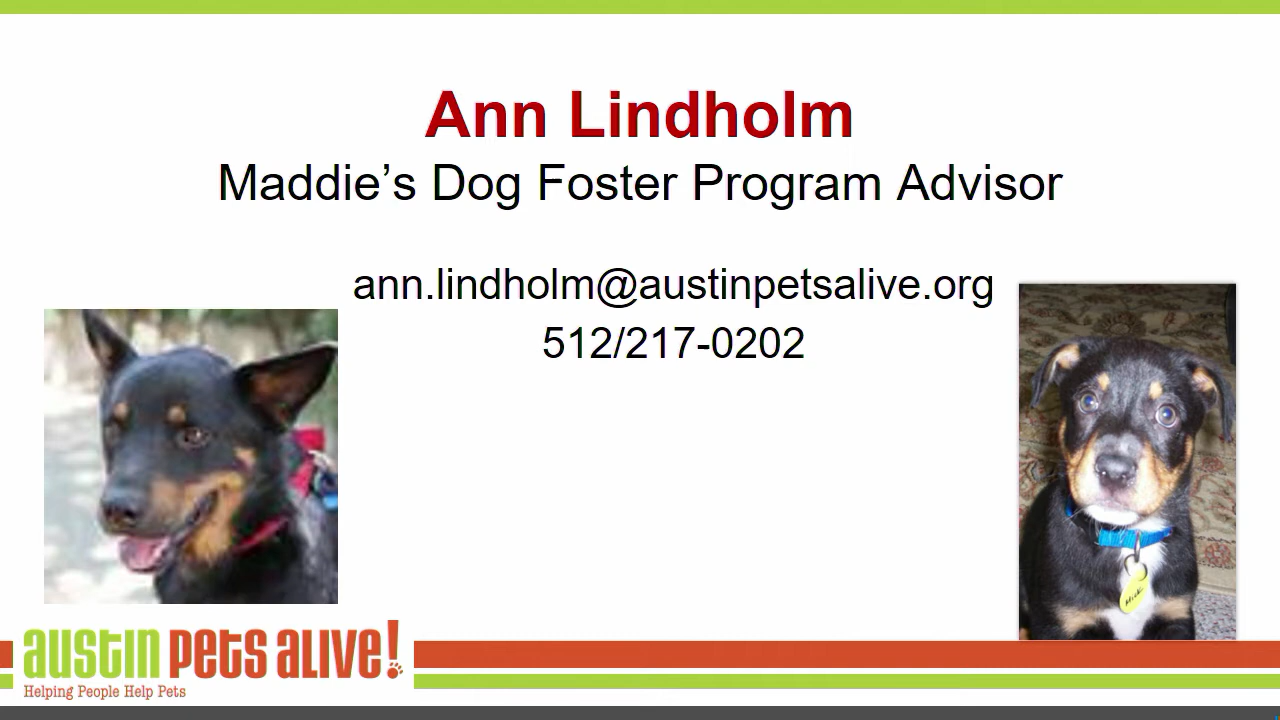 Ann Lindholm
Maddie’s Dog Foster Program Advisor
ann.lindholm@austinpetsalive.org
512/217-0202
austin pets alive!
Helping People Help Pets